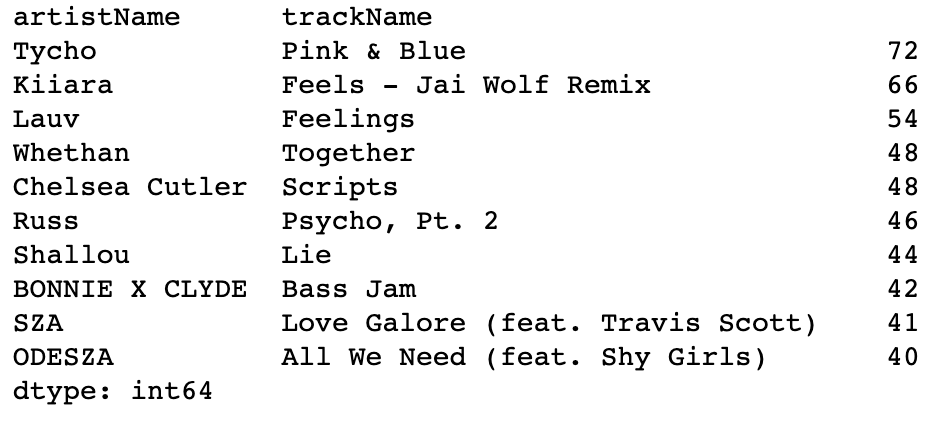 artistName trackName
Tycho Pink & Blue 72
Kiiara Feels - Jai Wolf Remix 66
Lauv Feelings 54
Whethan Together 48
Chelsea Cutler Scripts 48
Russ Psycho, Pt. 2 46
Shallou Lie 44
BONNIE X CLYDE Bass Jam 42
SZA Love Galore (feat. Travis Scott) 41
ODESZA All We Need (feat. Shy Girls) 40
dtype: int64